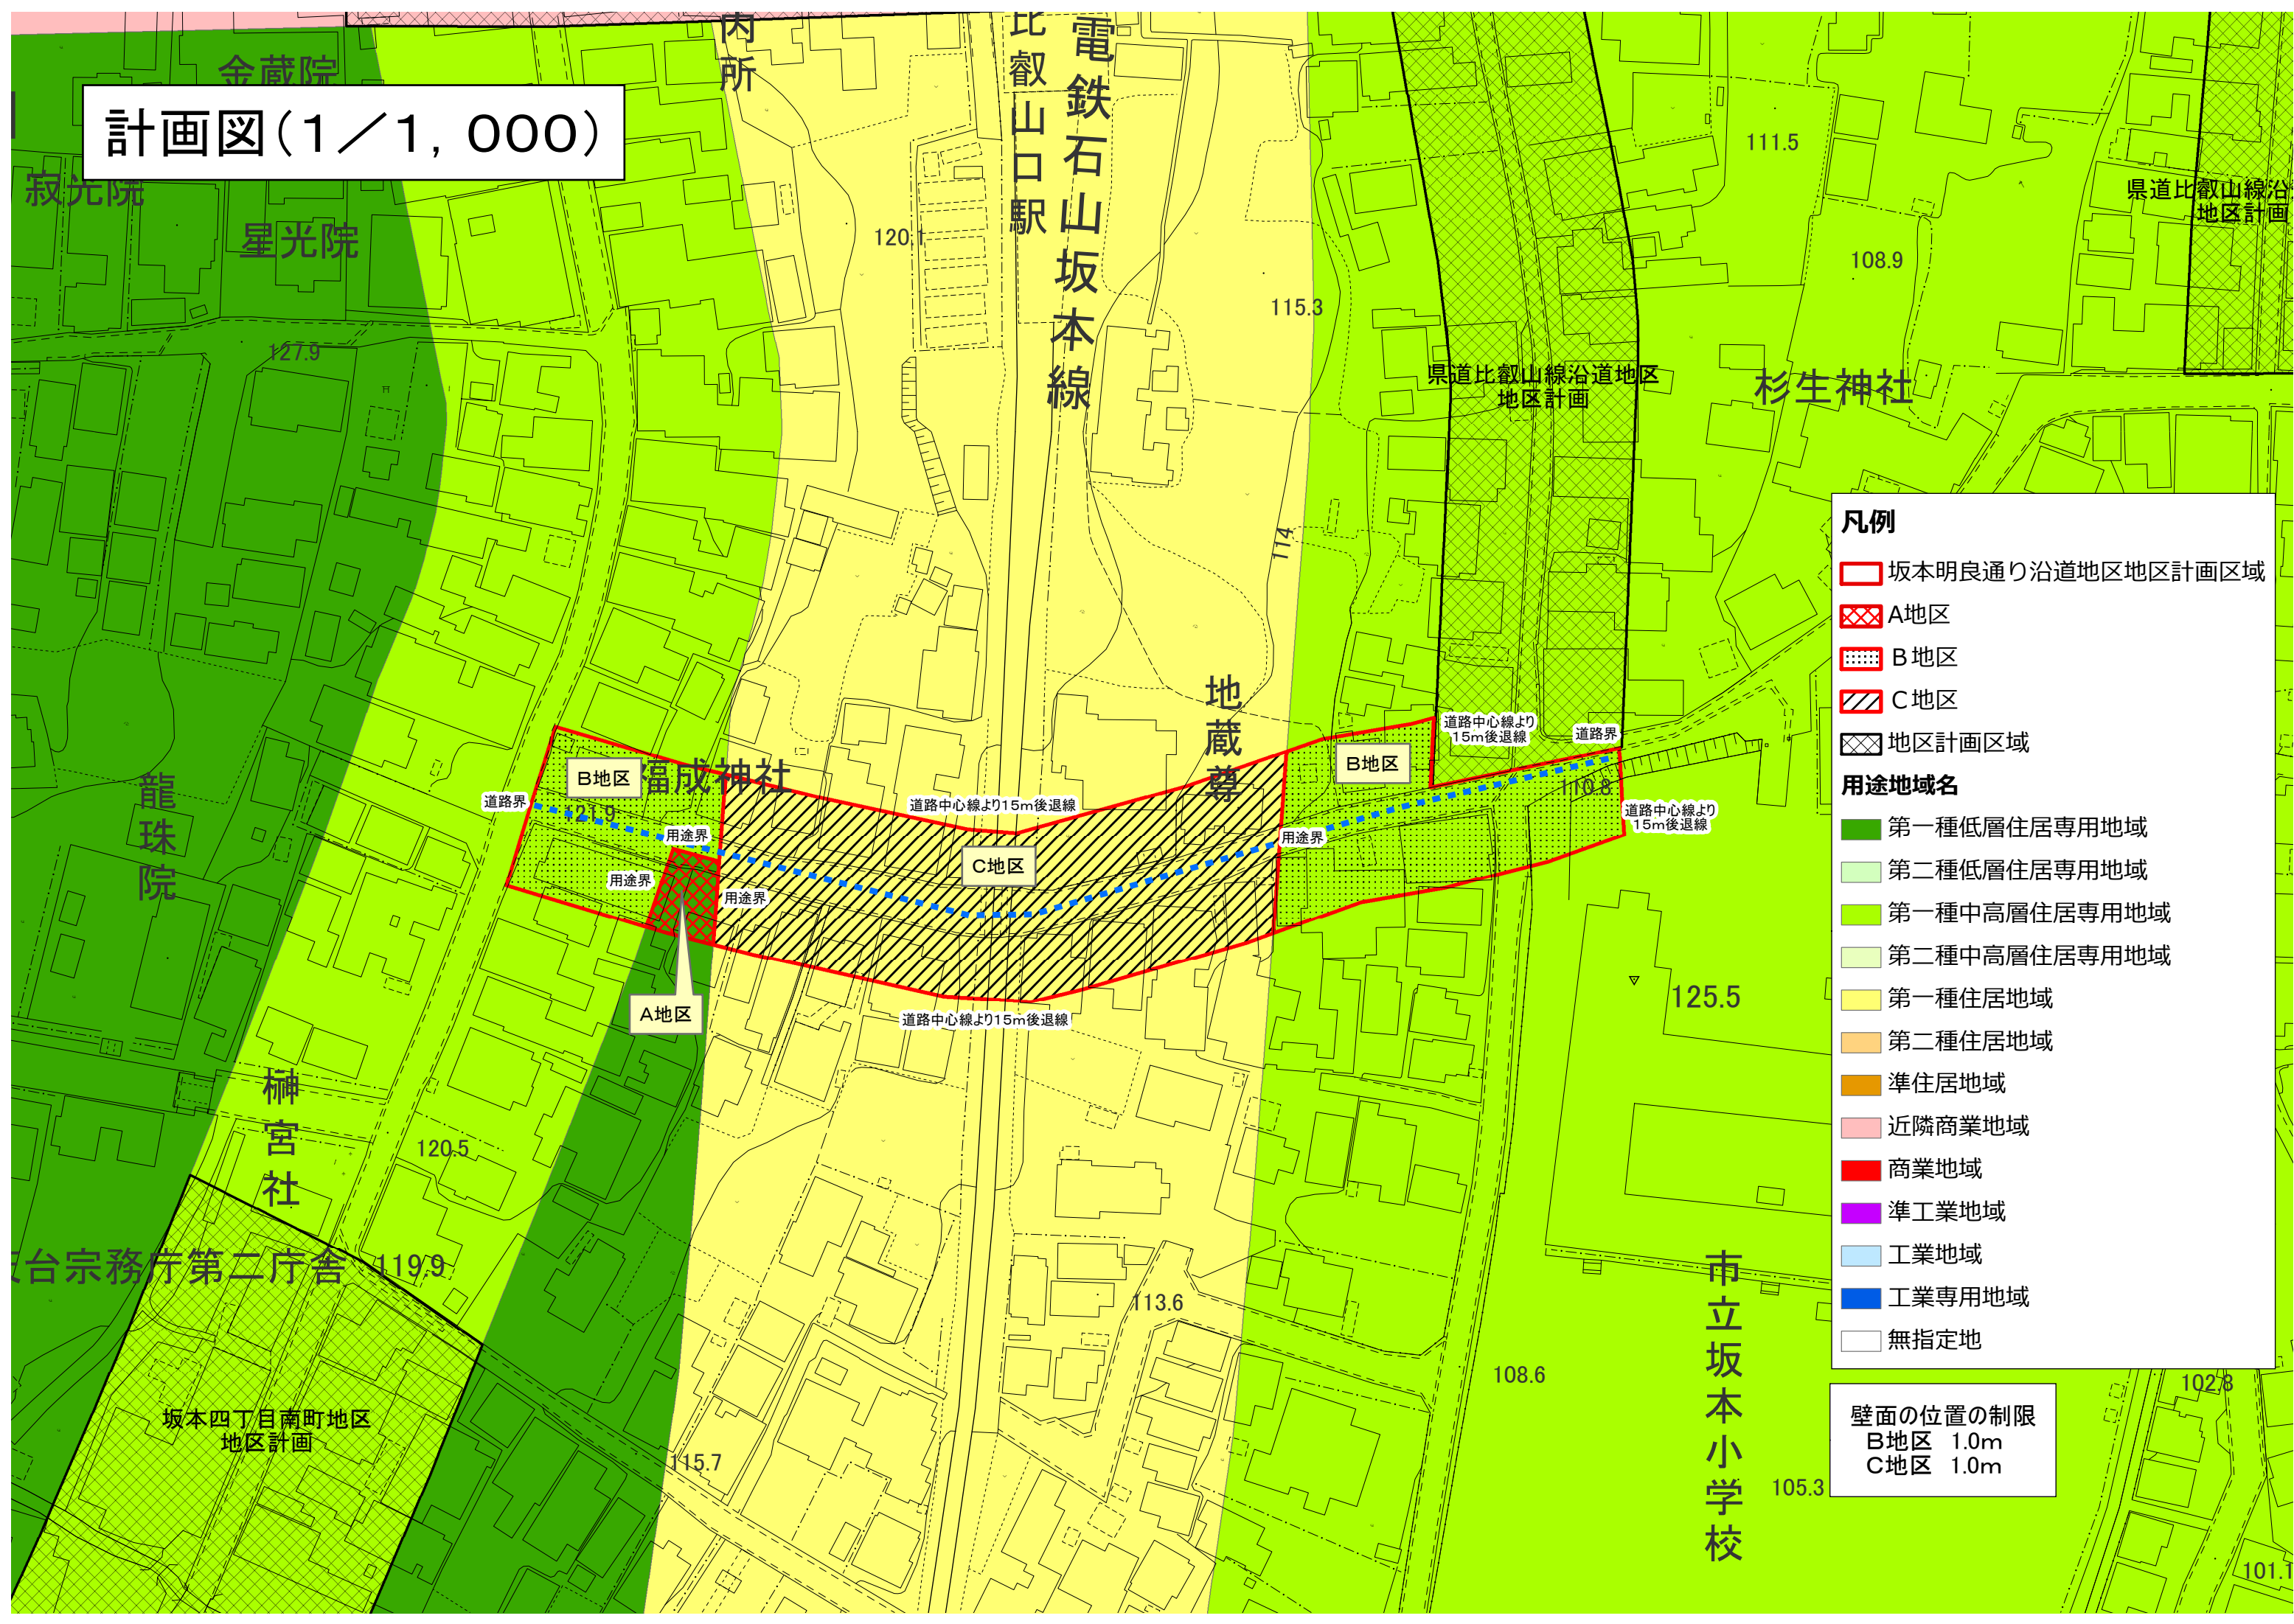 計画図(1／1，000)
金蔵院
寂光院
星光院
127.9
内所
比叡山口駅
電鉄石山坂本線
120.1
115.3
114
111.5
108.9
県道比叡山線沿
地区計画
県道比叡山線沿道地区
地区計画
杉生神社
龍珠院
福成神社
地蔵尊
道路界
B地区
121.9
用途界
用途界
用途界
A地区
道路中心線より15m後退線
C地区
道路中心線より15m後退線
用途界
B地区
道路中心線より
15m後退線
道路界
110.8
道路中心線より
15m後退線
125.5
榊宮社
120.5
台宗務庁第二庁舎
119.9
坂本四丁目南町地区
地区計画
115.7
113.6
108.6
市立坂本小学校
105.3
102.8
101.1
凡例
坂本明良通り沿道地区地区計画区域
A地区
B地区
C地区
地区計画区域
用途地域名
第一種低層住居専用地域
第二種低層住居専用地域
第一種中高層住居専用地域
第二種中高層住居専用地域
第一種住居地域
第二種住居地域
準住居地域
近隣商業地域
商業地域
準工業地域
工業地域
工業専用地域
無指定地
壁面の位置の制限
B地区 1.0m
C地区 1.0m